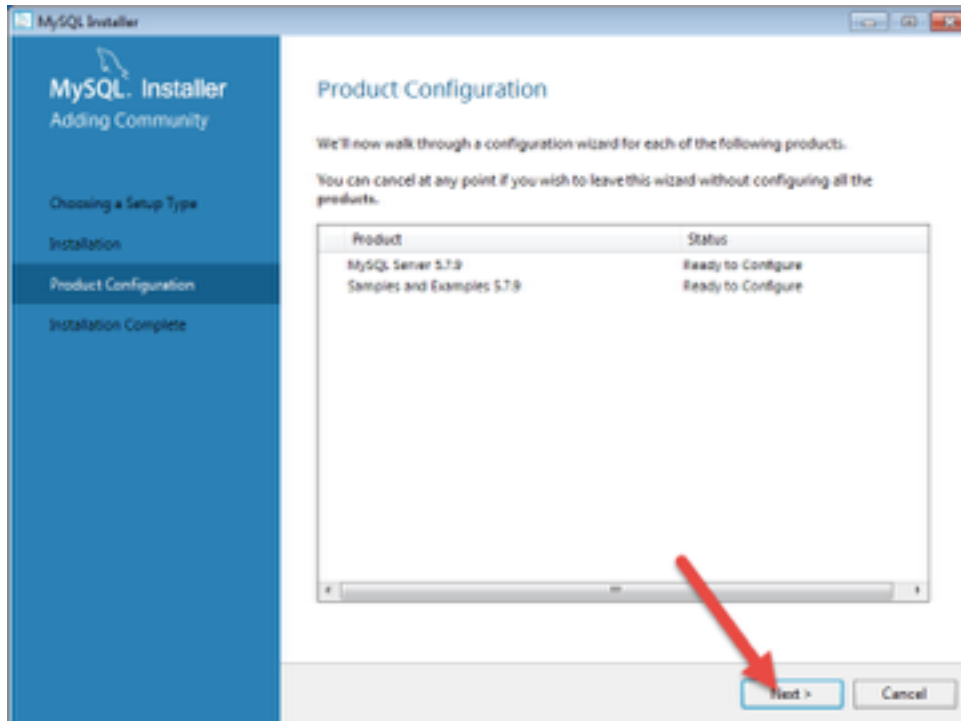 MySQL Installer
MySQL. Installer
Adding Community
Choosing a Setup Type
Installation
Product Configuration
Installation Complete
Product Configuration
We'll now walk through a configuration wizard for each of the following products.
You can cancel at any point if you wish to leave this wizard without configuring all the
products.
Product Status
MySQL Server 5.7.9 Ready to Configure
Samples and Examples 5.7.9 Ready to Configure
Next > Cancel